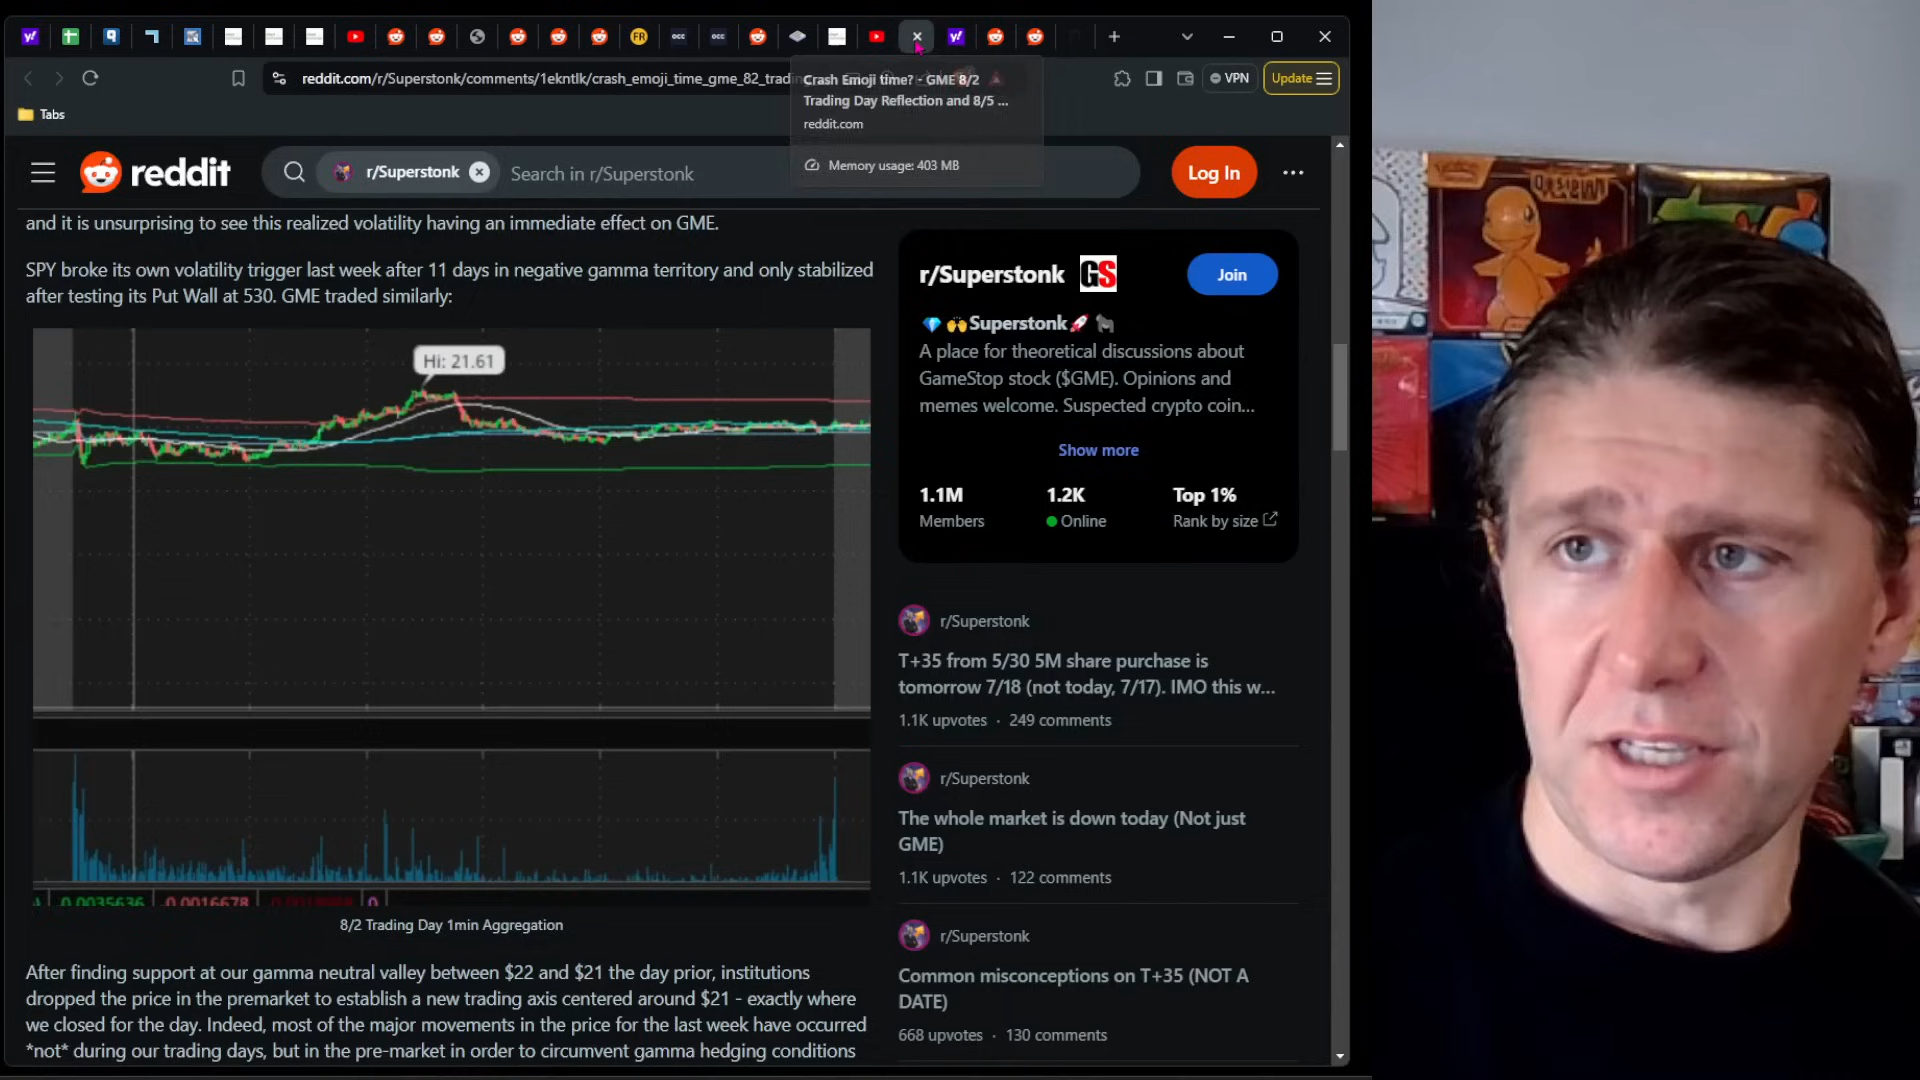 reddit.com/r/Superstonk/comments/1ekntlk/crash_emoji_time_gme_82_tradin
VPN
Update
Tabs
Crash Emoji time? - GME 8/2
Trading Day Reflection and 8/5 ...
reddit.com
Memory usage: 403 MB
reddit
r/Superstonk
Search in r/Superstonk
Log In
and it is unsurprising to see this realized volatility having an immediate effect on GME.
SPY broke its own volatility trigger last week after 11 days in negative gamma territory and only stabilized
after testing its Put Wall at 530. GME traded similarly:
Hi: 21.61
0.0035636
-0.0016678
0
8/2 Trading Day 1min Aggregation
After finding support at our gamma neutral valley between $22 and $21 the day prior, institutions
dropped the price in the premarket to establish a new trading axis centered around $21 - exactly where
we closed for the day. Indeed, most of the major movements in the price for the last week have occurred
*not* during our trading days, but in the pre-market in order to circumvent gamma hedging conditions
r/Superstonk GS
Join
💎🙌Superstonk🚀🦍
A place for theoretical discussions about
GameStop stock ($GME). Opinions and
memes welcome. Suspected crypto coin...
Show more
1.1M
Members
1.2K
Online
Top 1%
Rank by size
r/Superstonk
T+35 from 5/30 5M share purchase is
tomorrow 7/18 (not today, 7/17). IMO this w...
1.1K upvotes · 249 comments
r/Superstonk
The whole market is down today (Not just
GME)
1.1K upvotes · 122 comments
r/Superstonk
Common misconceptions on T+35 (NOT A
DATE)
668 upvotes · 130 comments
OBSIDIAN